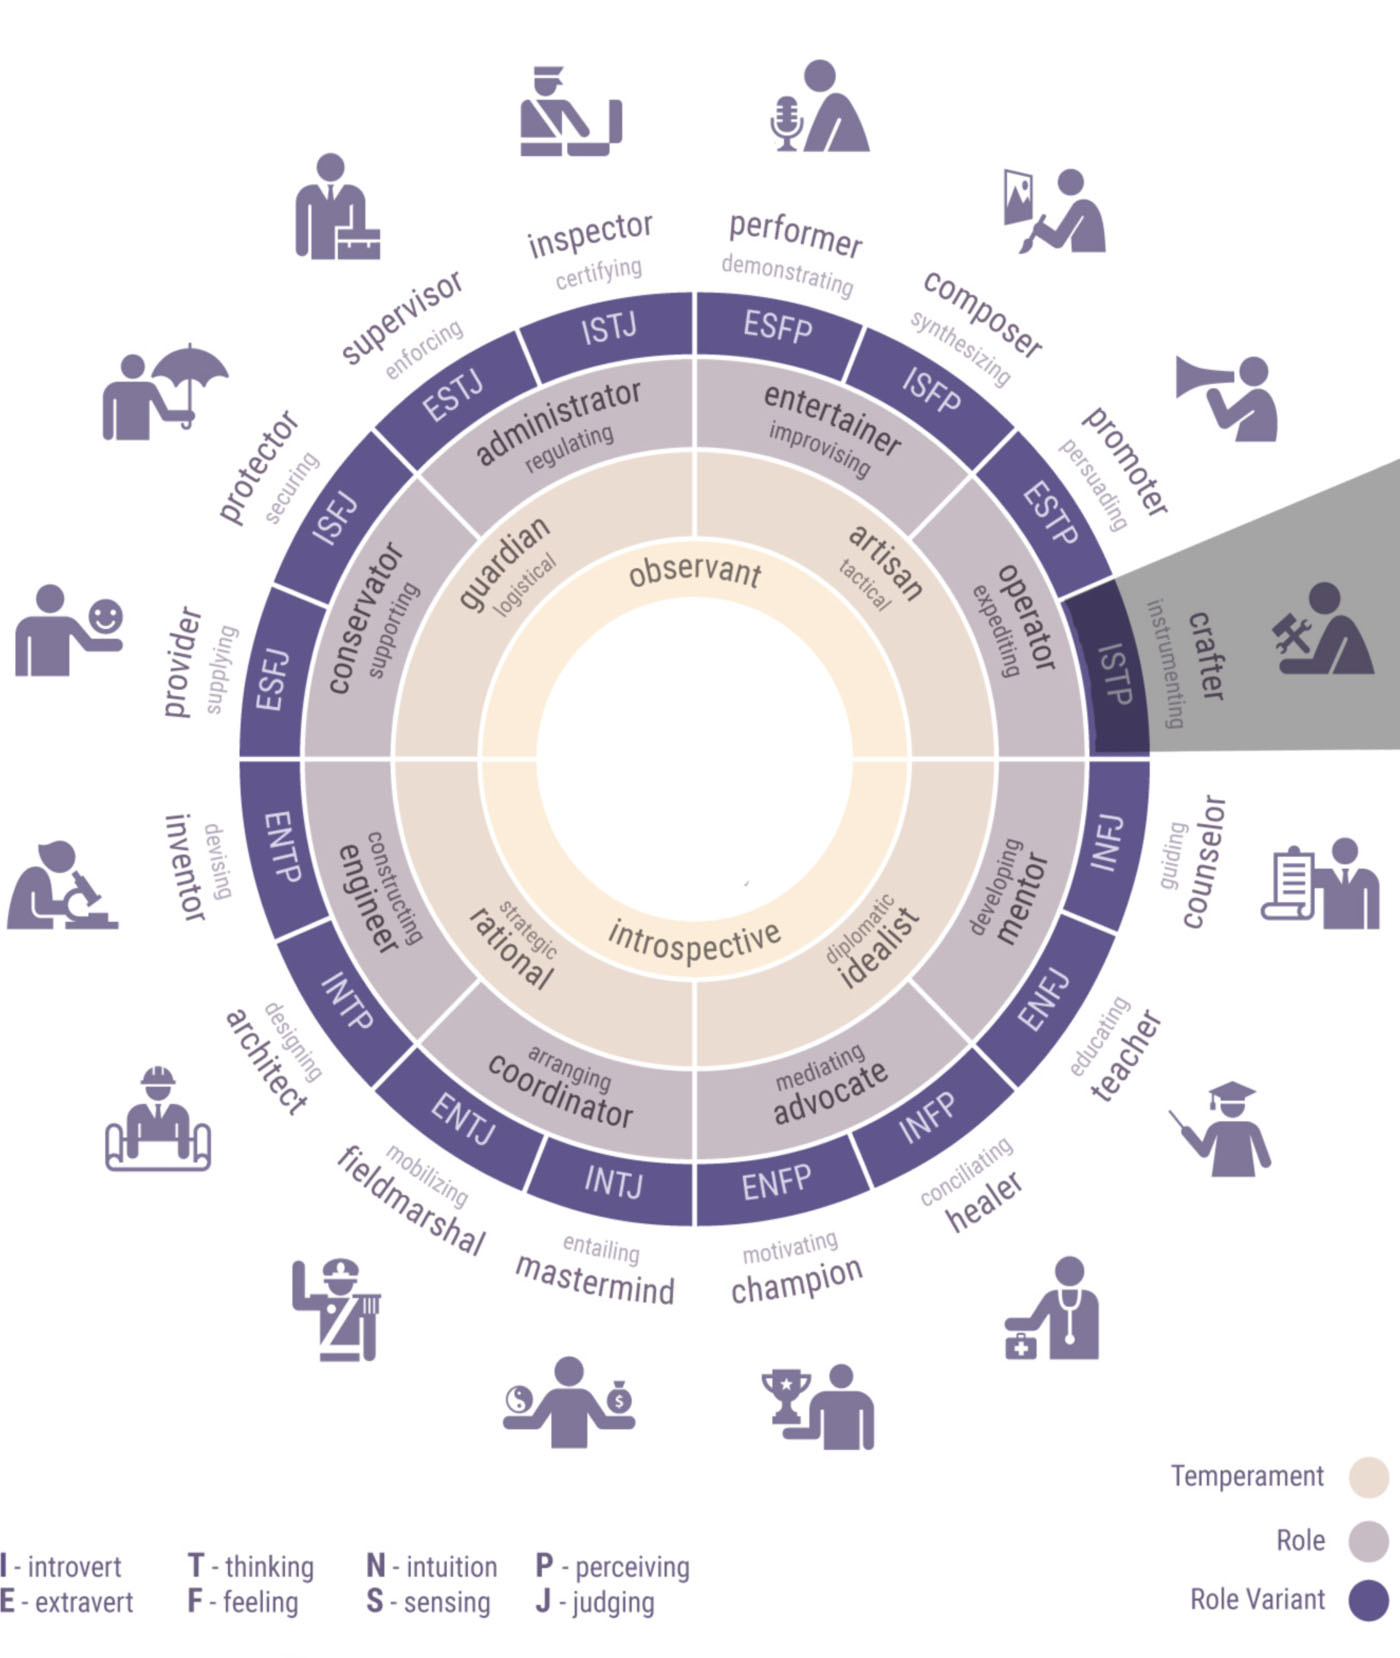 inspector
certifying
performer
demonstrating
supervisor
enforcing
composer
synthesizing
protector
securing
promoter
persuading
provider
supplying
crafter
instrumenting
inventor
devising
counselor
guiding
architect
designing
teacher
educating
fieldmarshal
mobilizing
healer
conciliating
mastermind
entailing
champion
motivating
ISTJ
ESFP
ESTJ
ISFP
ISFJ
ESTP
ESFJ
ISTP
ENTP
INFJ
INTP
ENFJ
ENTJ
INFP
INTJ
ENFP
administrator
regulating
entertainer
improvising
conservator
supporting
operator
expediting
constructing
engineer
developing
mentor
arranging
coordinator
mediating
advocate
guardian
logistical
artisan
tactical
strategic
rational
diplomatic
idealist
observant
introspective
Temperament
Role
Role Variant
I - introvert
E - extravert
T - thinking
F - feeling
N - intuition
S - sensing
P - perceiving
J - judging
$